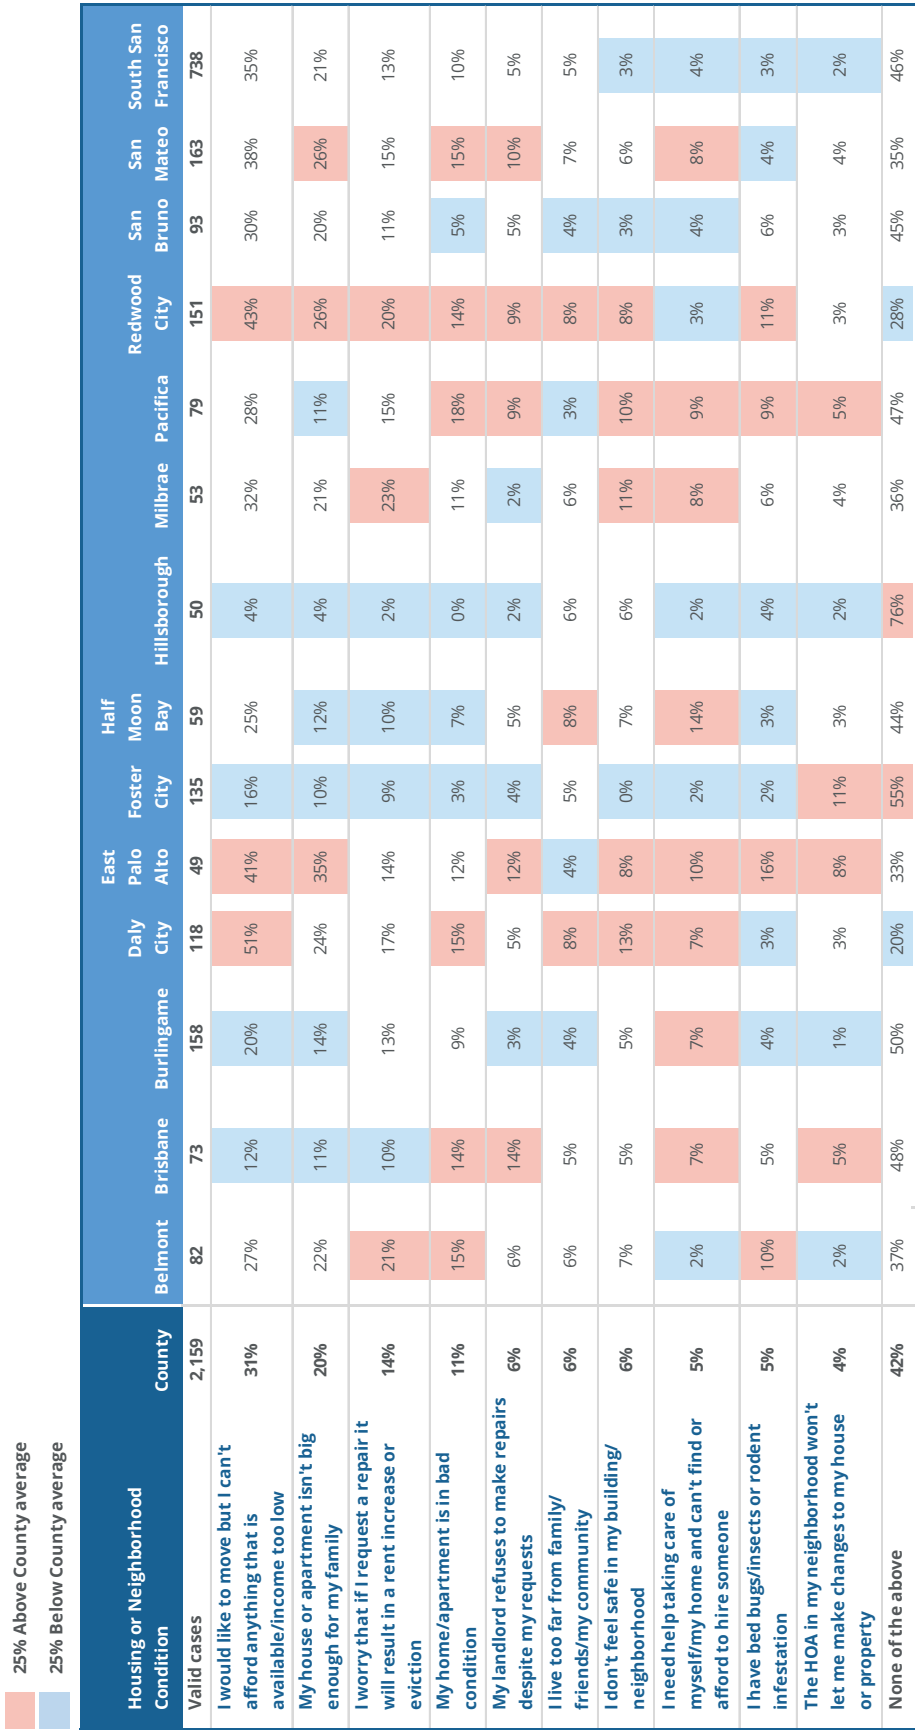 25% Above County average
25% Below County average
Housing or Neighborhood Condition County Belmont Brisbane Burlingame Daly City East Palo Alto Foster City Half Moon Bay Hillsborough Milbrae Pacifica Redwood City San Bruno San Mateo South San Francisco
Valid cases 2,159 82 73 158 118 49 135 59 50 53 79 151 93 163 738
I would like to move but I can't afford anything that is available/income too low 31% 27% 12% 20% 51% 41% 16% 25% 4% 32% 28% 43% 30% 38% 35%
My house or apartment isn't big enough for my family 20% 22% 11% 14% 24% 35% 10% 12% 4% 21% 11% 26% 20% 26% 21%
I worry that if I request a repair it will result in a rent increase or eviction 14% 21% 10% 13% 17% 14% 9% 10% 2% 23% 15% 20% 11% 15% 13%
My home/apartment is in bad condition 11% 15% 14% 9% 15% 12% 3% 7% 0% 11% 18% 14% 5% 15% 10%
My landlord refuses to make repairs despite my requests 6% 6% 14% 3% 5% 12% 4% 5% 2% 2% 9% 9% 5% 10% 5%
I live too far from family/ friends/my community 6% 6% 5% 4% 8% 4% 5% 8% 6% 6% 3% 8% 4% 7% 5%
I don't feel safe in my building/ neighborhood 6% 7% 5% 5% 13% 8% 0% 7% 6% 11% 10% 8% 3% 6% 3%
I need help taking care of myself/my home and can't find or afford to hire someone 5% 2% 7% 7% 7% 10% 2% 14% 2% 8% 9% 3% 4% 8% 4%
I have bed bugs/insects or rodent infestation 5% 10% 5% 4% 3% 16% 2% 3% 4% 6% 9% 11% 6% 4% 3%
The HOA in my neighborhood won't let me make changes to my house or property 4% 2% 5% 1% 3% 8% 11% 3% 2% 4% 5% 3% 3% 4% 2%
None of the above 42% 37% 48% 50% 20% 33% 55% 44% 76% 36% 47% 28% 45% 35% 46%